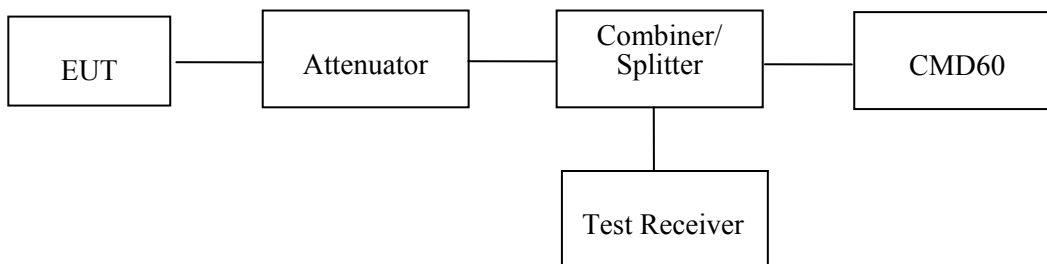 EUT
Attenuator
Combiner/
Splitter
CMD60
Test Receiver